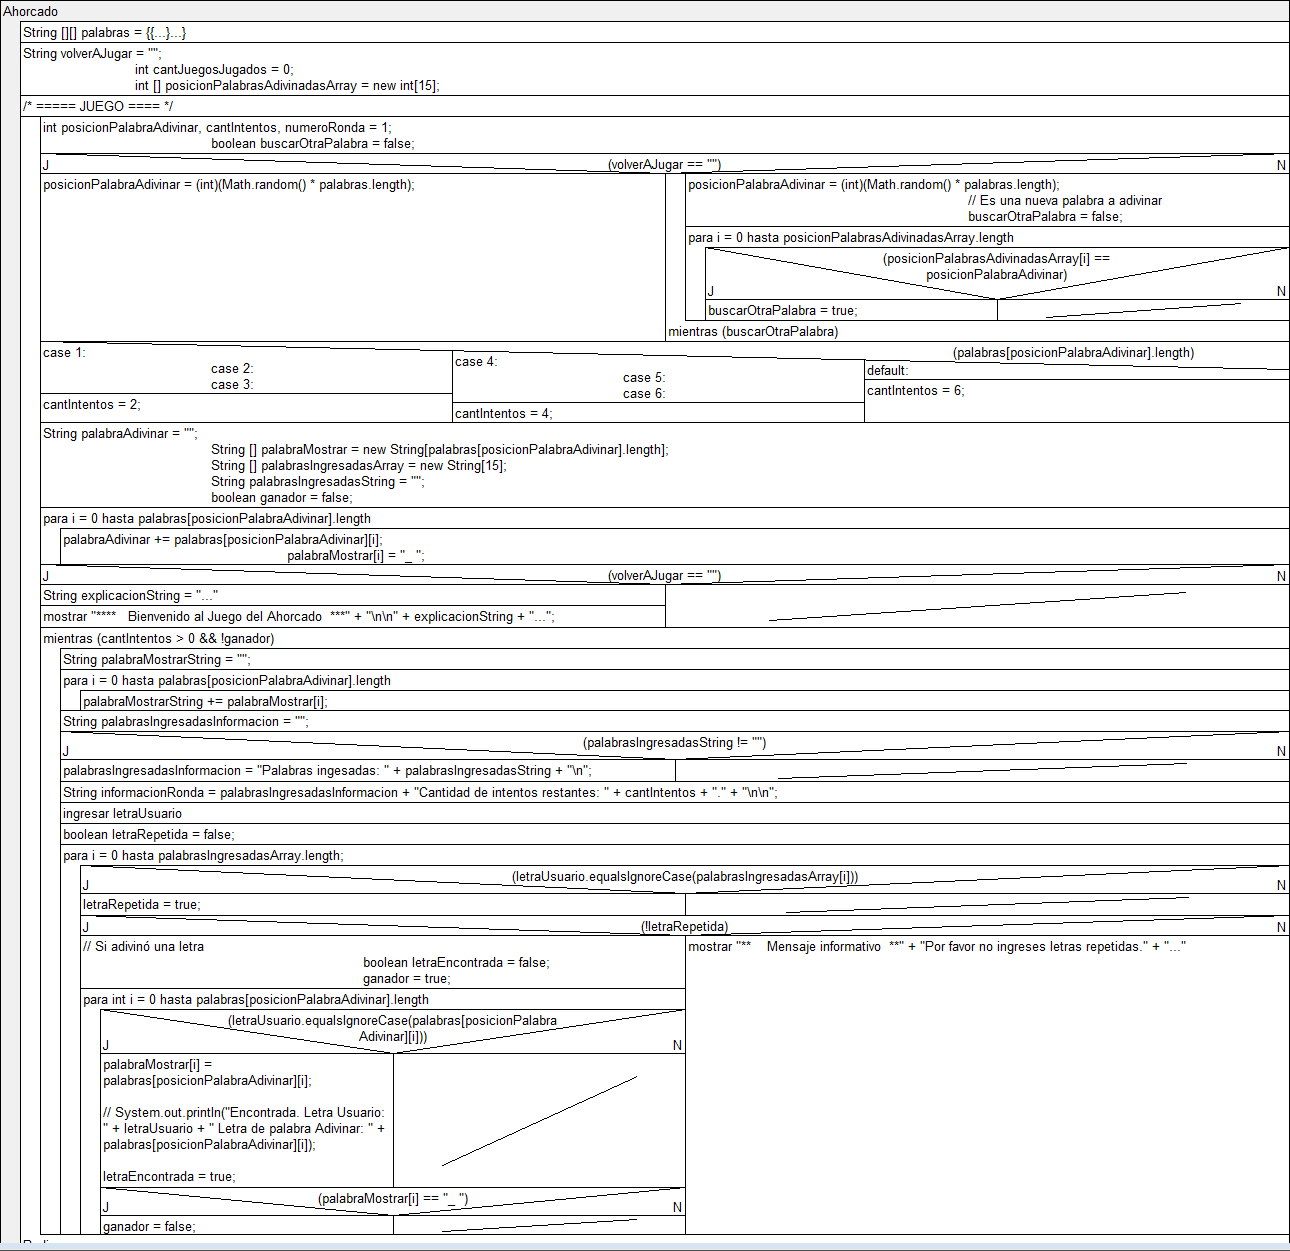 Ahorcado
String [][] palabras = {{...}...}
String volverAJugar = "";
int cantJuegosJugados = 0;
int [] posicionPalabrasAdivinadasArray = new int[15];
/* ===== JUEGO ==== */
int posicionPalabraAdivinar, cantIntentos, numeroRonda = 1;
boolean buscarOtraPalabra = false;
(volverAJugar == "")
J
N
posicionPalabraAdivinar = (int)(Math.random() * palabras.length);
posicionPalabraAdivinar = (int)(Math.random() * palabras.length);
// Es una nueva palabra a adivinar
buscarOtraPalabra = false;
para i = 0 hasta posicionPalabrasAdivinadasArray.length
(posicionPalabrasAdivinadasArray[i] ==
posicionPalabraAdivinar)
J
N
buscarOtraPalabra = true;
mientras (buscarOtraPalabra)
(palabras[posicionPalabraAdivinar].length)
case 1:
case 2:
case 3:
cantIntentos = 2;
case 4:
case 5:
case 6:
cantIntentos = 4;
default:
cantIntentos = 6;
String palabraAdivinar = "";
String [] palabraMostrar = new String[palabras[posicionPalabraAdivinar].length];
String [] palabrasIngresadasArray = new String[15];
String palabrasIngresadasString = "";
boolean ganador = false;
para i = 0 hasta palabras[posicionPalabraAdivinar].length
palabraAdivinar += palabras[posicionPalabraAdivinar][i];
palabraMostrar[i] = "_ ";
(volverAJugar == "")
J
N
String explicacionString = "..."
mostrar "****   Bienvenido al Juego del Ahorcado  ***" + "\n\n" + explicacionString + "...";
mientras (cantIntentos > 0 && !ganador)
String palabraMostrarString = "";
para i = 0 hasta palabras[posicionPalabraAdivinar].length
palabraMostrarString += palabraMostrar[i];
String palabrasIngresadasInformacion = "";
(palabrasIngresadasString != "")
J
N
palabrasIngresadasInformacion = "Palabras ingesadas: " + palabrasIngresadasString + "\n";
String informacionRonda = palabrasIngresadasInformacion + "Cantidad de intentos restantes: " + cantIntentos + "." + "\n\n";
ingresar letraUsuario
boolean letraRepetida = false;
para i = 0 hasta palabrasIngresadasArray.length;
(letraUsuario.equalsIgnoreCase(palabrasIngresadasArray[i]))
J
N
letraRepetida = true;
(!letraRepetida)
J
N
// Si adivinó una letra
boolean letraEncontrada = false;
ganador = true;
mostrar "**    Mensaje informativo  **" + "Por favor no ingreses letras repetidas." + "..."
para int i = 0 hasta palabras[posicionPalabraAdivinar].length
(letraUsuario.equalsIgnoreCase(palabras[posicionPalabra
Adivinar][i]))
J
N
palabraMostrar[i] =
palabras[posicionPalabraAdivinar][i];
// System.out.println("Encontrada. Letra Usuario:
" + letraUsuario + " Letra de palabra Adivinar: " +
palabras[posicionPalabraAdivinar][i]);
letraEncontrada = true;
(palabraMostrar[i] == "_ ")
J
N
ganador = false;